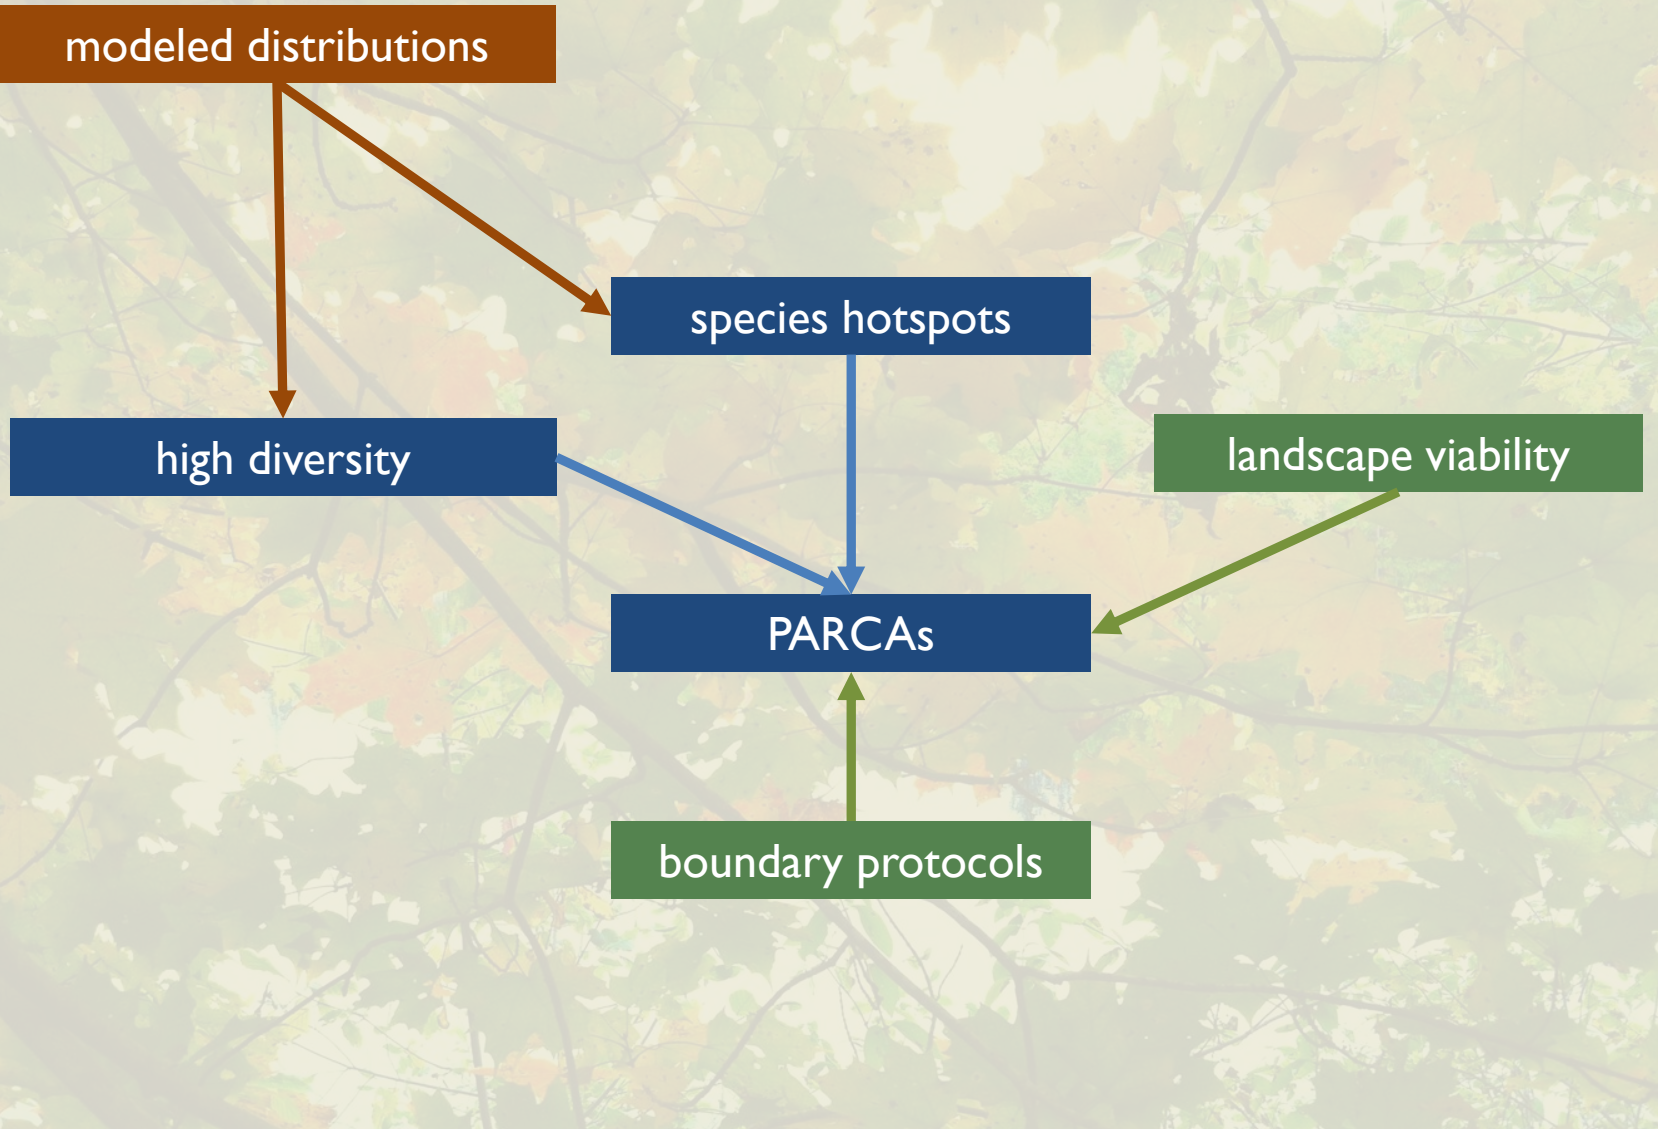 modeled distributions
species hotspots
high diversity
landscape viability
PARCAs
boundary protocols